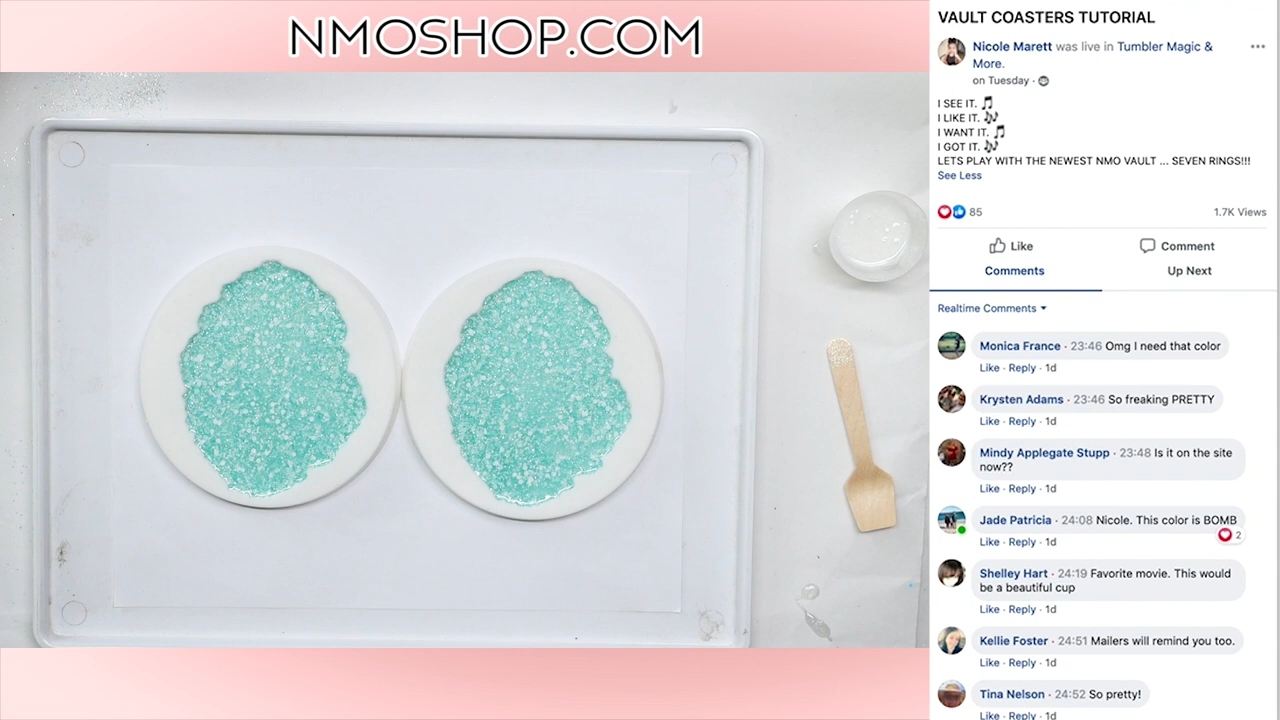 NMOSHOP.COM
VAULT COASTERS TUTORIAL
Nicole Marett was live in Tumbler Magic &
More.
on Tuesday ·
I SEE IT. 🎵
I LIKE IT. 🎶
I WANT IT. 🎵
I GOT IT. 🎶
LETS PLAY WITH THE NEWEST NMO VAULT ... SEVEN RINGS!!!
See Less
85
1.7K Views
Like
Comment
Comments
Up Next
Realtime Comments
Monica France · 23:46 Omg I need that color
Like · Reply · 1d
Krysten Adams · 23:46 So freaking PRETTY
Like · Reply · 1d
Mindy Applegate Stupp · 23:48 Is it on the site
now??
Like · Reply · 1d
Jade Patricia · 24:08 Nicole. This color is BOMB
2
Like · Reply · 1d
Shelley Hart · 24:19 Favorite movie. This would
be a beautiful cup
Like · Reply · 1d
Kellie Foster · 24:51 Mailers will remind you too.
Like · Reply · 1d
Tina Nelson · 24:52 So pretty!
Like · Reply · 1d